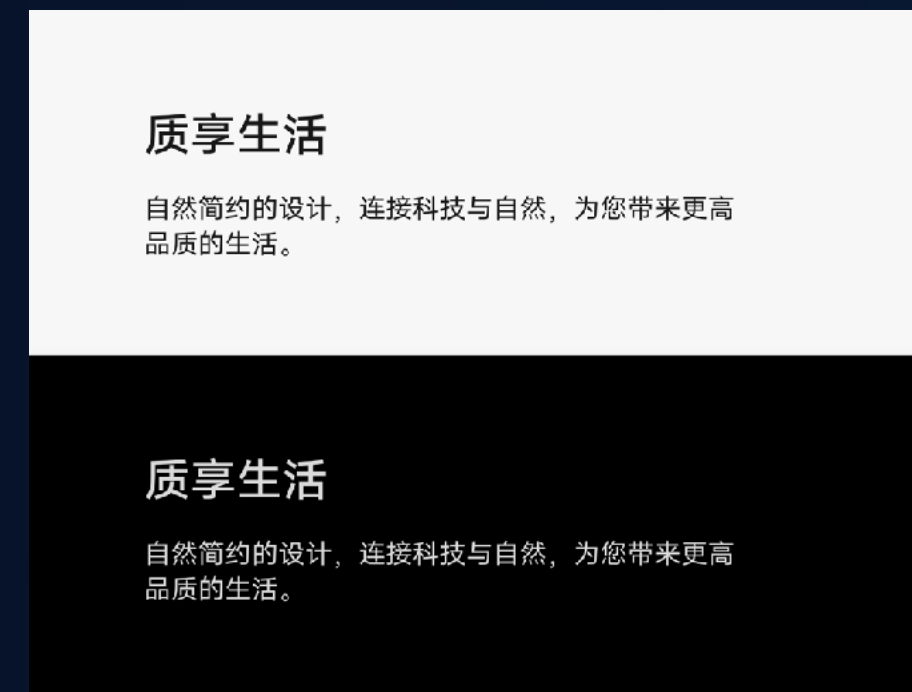 质享生活
自然简约的设计，连接科技与自然，为您带来更高
品质的生活。
质享生活
自然简约的设计，连接科技与自然，为您带来更高
品质的生活。